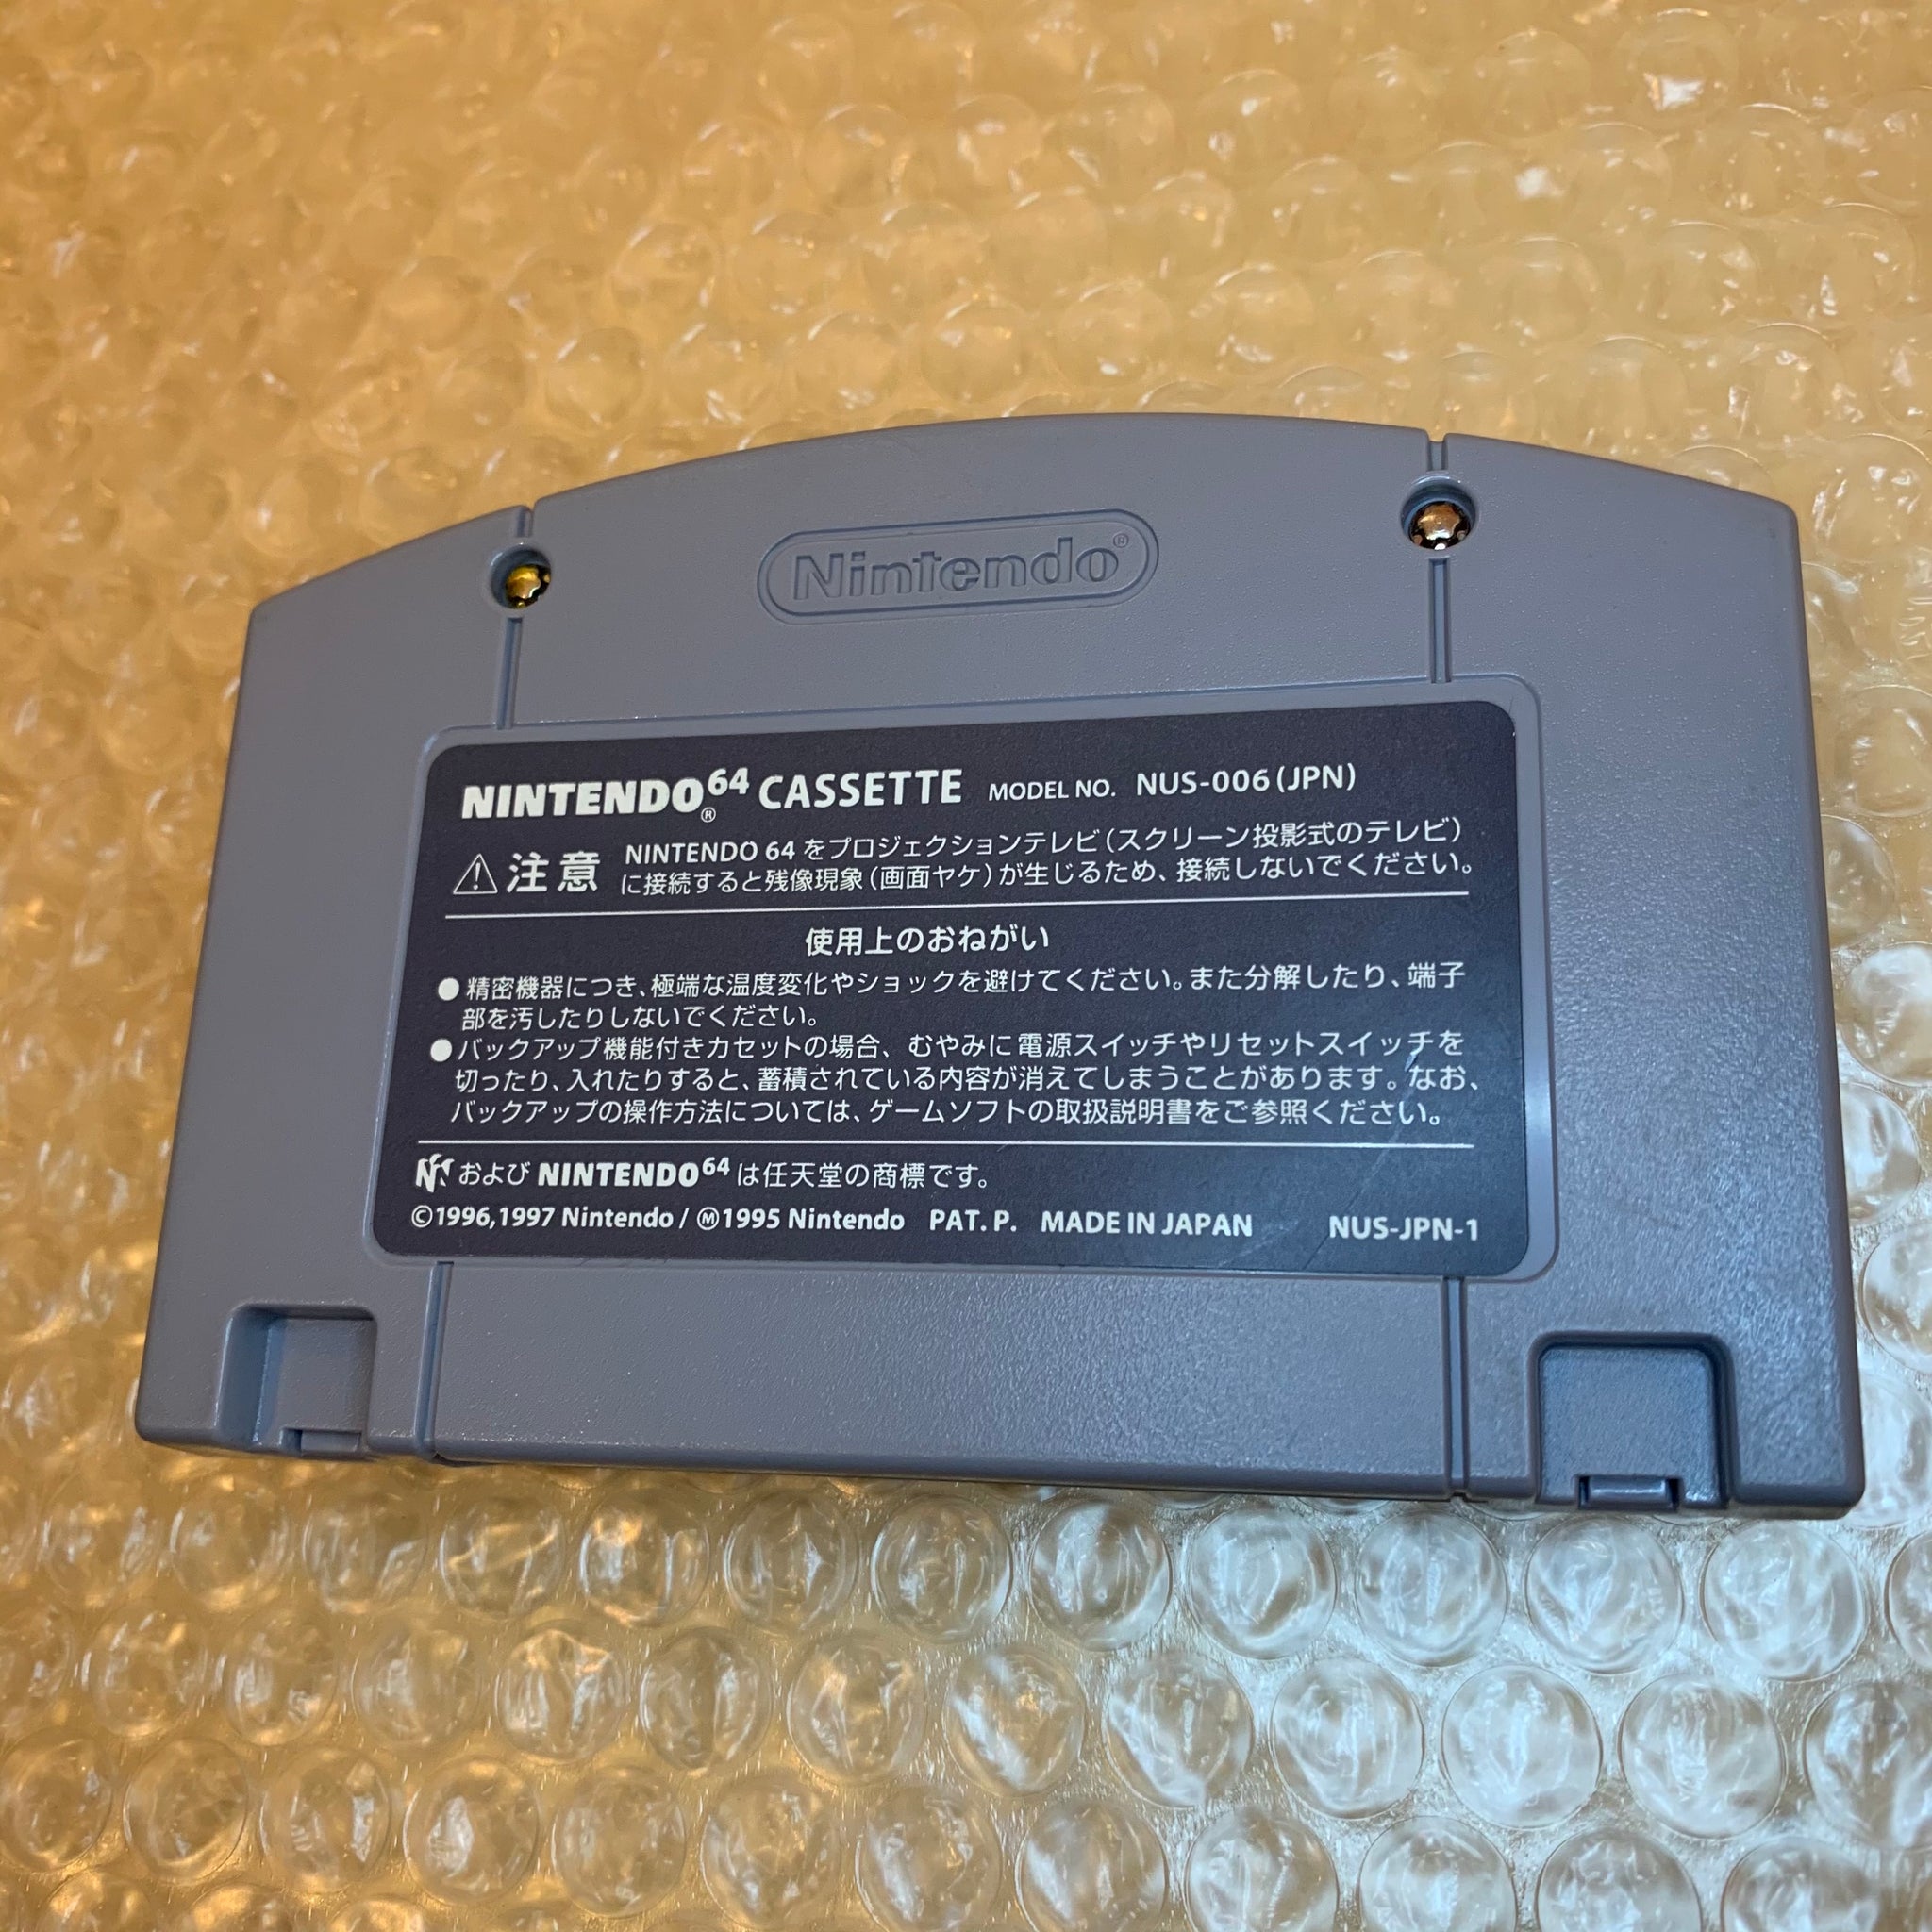 Nintendo®
NINTENDO64® CASSETTE MODEL NO. NUS-006(JPN)
⚠注意 NINTENDO 64 をプロジェクションテレビ(スクリーン投影式のテレビ)
に接続すると残像現象(画面ヤケ)が生じるため、接続しないでください。
使用上のおねがい
●精密機器につき、極端な温度変化やショックを避けてください。また分解したり、端子
部を汚したりしないでください。
●バックアップ機能付きカセットの場合、むやみに電源スイッチやリセットスイッチを
切ったり、入れたりすると、蓄積されている内容が消えてしまうことがあります。なお、
バックアップの操作方法については、ゲームソフトの取扱説明書をご参照ください。
および NINTENDO64 は任天堂の商標です。
©1996,1997 Nintendo / Ⓜ1995 Nintendo PAT. P. MADE IN JAPAN NUS-JPN-1